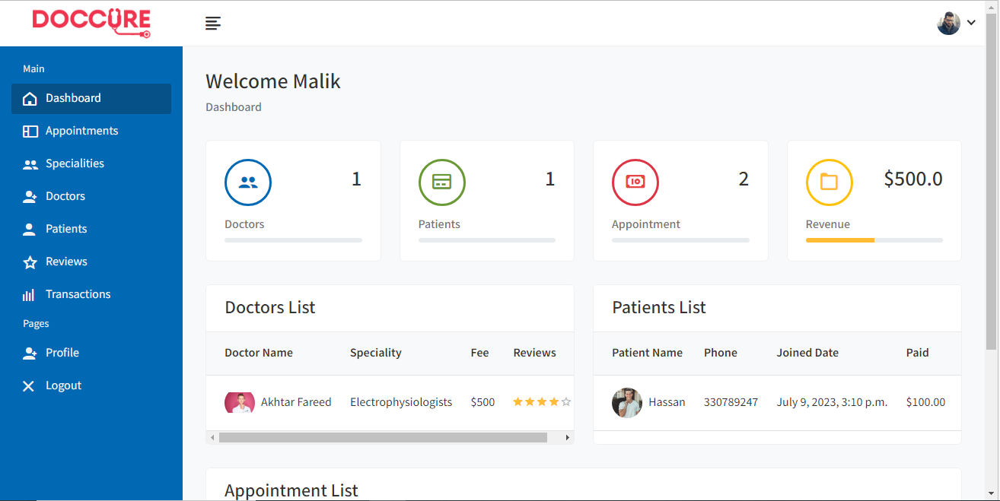 DOCCURE
Welcome Malik
Dashboard
Main
Dashboard
Appointments
Specialities
Doctors
Patients
Reviews
Transactions
Pages
Profile
Logout
1
Doctors
1
Patients
10
2
Appointment
$500.0
Revenue
Doctors List
Doctor Name Speciality Fee Reviews
Akhtar Fareed Electrophysiologists $500
Patients List
Patient Name Phone Joined Date Paid
Hassan 330789247 July 9, 2023, 3:10 p.m. $100.00
Appointment List